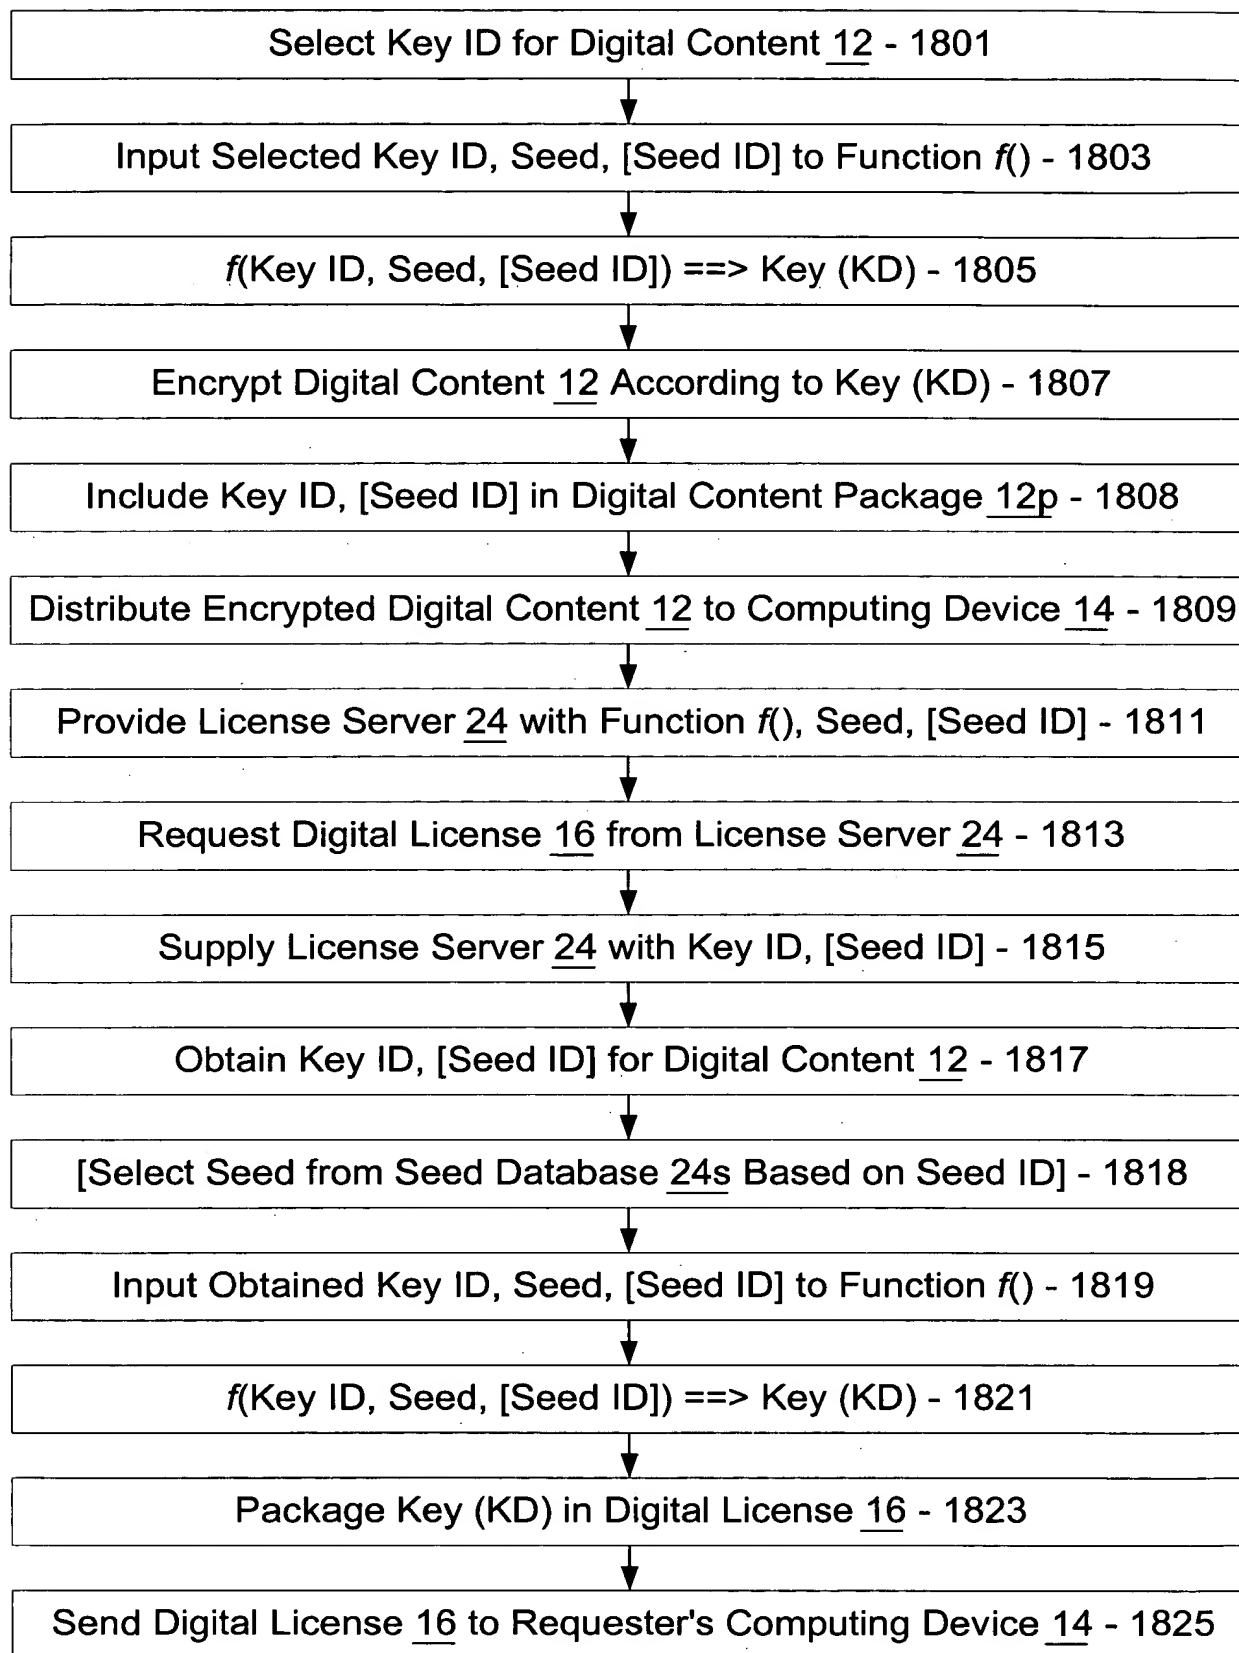 Select Key ID for Digital Content 12 - 1801
Input Selected Key ID, Seed, [Seed ID] to Function f() - 1803
f(Key ID, Seed, [Seed ID]) ==> Key (KD) - 1805
Encrypt Digital Content 12 According to Key (KD) - 1807
Include Key ID, [Seed ID] in Digital Content Package 12p - 1808
Distribute Encrypted Digital Content 12 to Computing Device 14 - 1809
Provide License Server 24 with Function f(), Seed, [Seed ID] - 1811
Request Digital License 16 from License Server 24 - 1813
Supply License Server 24 with Key ID, [Seed ID] - 1815
Obtain Key ID, [Seed ID] for Digital Content 12 - 1817
[Select Seed from Seed Database 24s Based on Seed ID] - 1818
Input Obtained Key ID, Seed, [Seed ID] to Function f() - 1819
f(Key ID, Seed, [Seed ID]) ==> Key (KD) - 1821
Package Key (KD) in Digital License 16 - 1823
Send Digital License 16 to Requester's Computing Device 14 - 1825